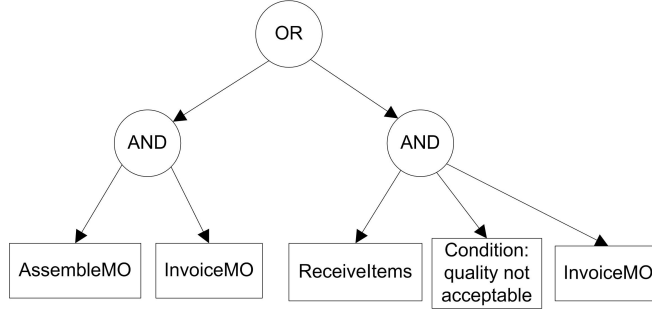 OR
AND
AND
AssembleMO
InvoiceMO
ReceiveItems
Condition:
quality not
acceptable
InvoiceMO